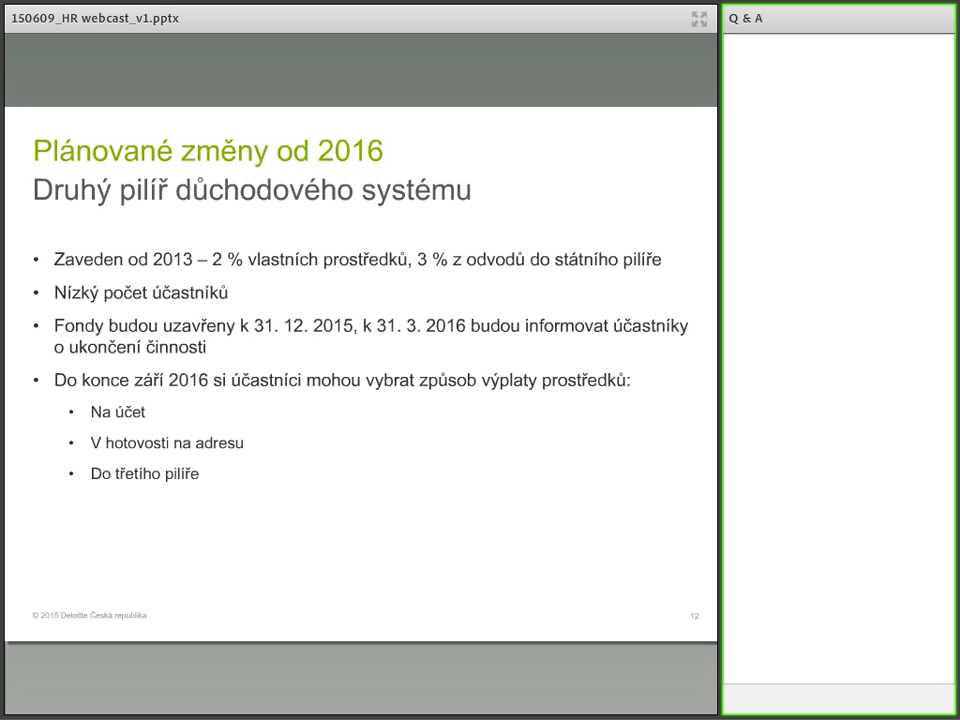 150609_HR webcast_v1.pptx
Q & A
Plánované změny od 2016
Druhý pilíř důchodového systému
• Zaveden od 2013 – 2 % vlastních prostředků, 3 % z odvodů do státního pilíře
• Nízký počet účastníků
• Fondy budou uzavřeny k 31. 12. 2015, k 31. 3. 2016 budou informovat účastníky
o ukončení činnosti
• Do konce září 2016 si účastníci mohou vybrat způsob výplaty prostředků:
• Na účet
• V hotovosti na adresu
• Do třetího pilíře
© 2015 Deloitte Česká republika
12